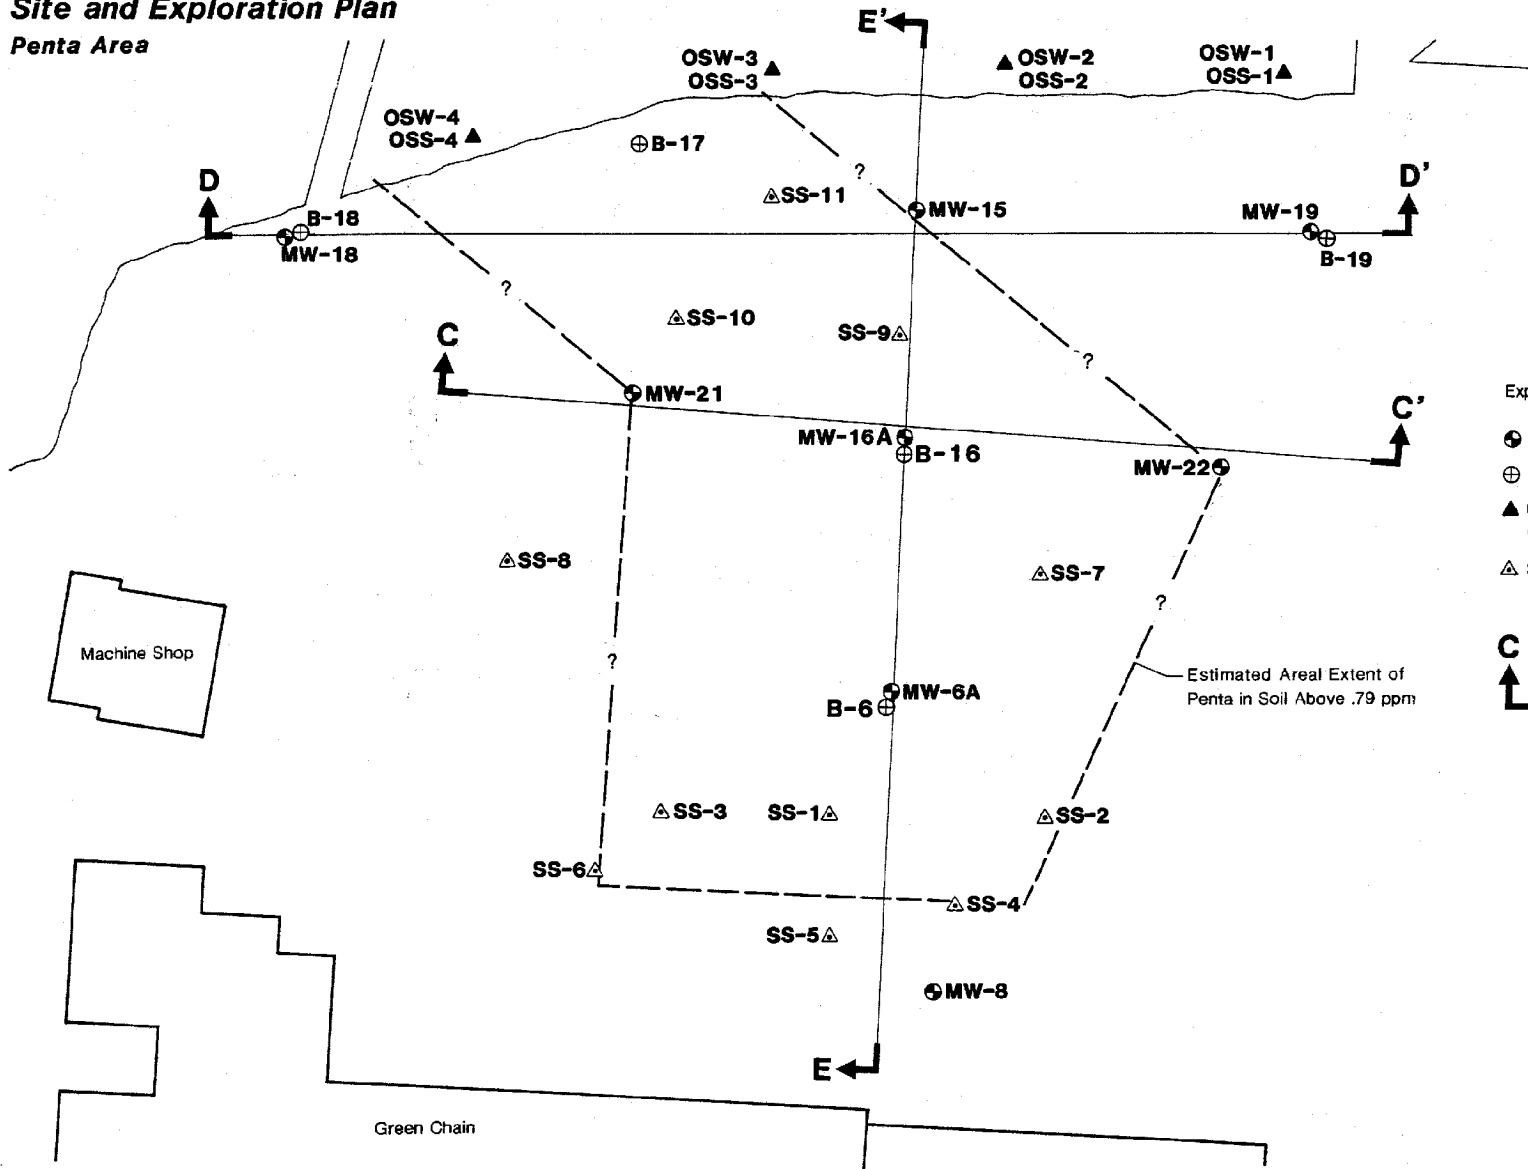 Site and Exploration Plan
Penta Area
E'
OSW-3
OSS-3
OSW-2
OSS-2
OSW-1
OSS-1
OSW-4
OSS-4
B-17
?
SS-11
D
D'
MW-15
MW-19
B-18
MW-18
B-19
?
SS-10
SS-9
C
?
MW-21
Exp
C'
MW-16A
B-16
MW-22
SS-8
SS-7
?
Machine Shop
?
C
Estimated Areal Extent of
Penta in Soil Above .79 ppm
MW-6A
B-6
SS-3
SS-1
SS-2
SS-6
SS-4
SS-5
MW-8
E
Green Chain